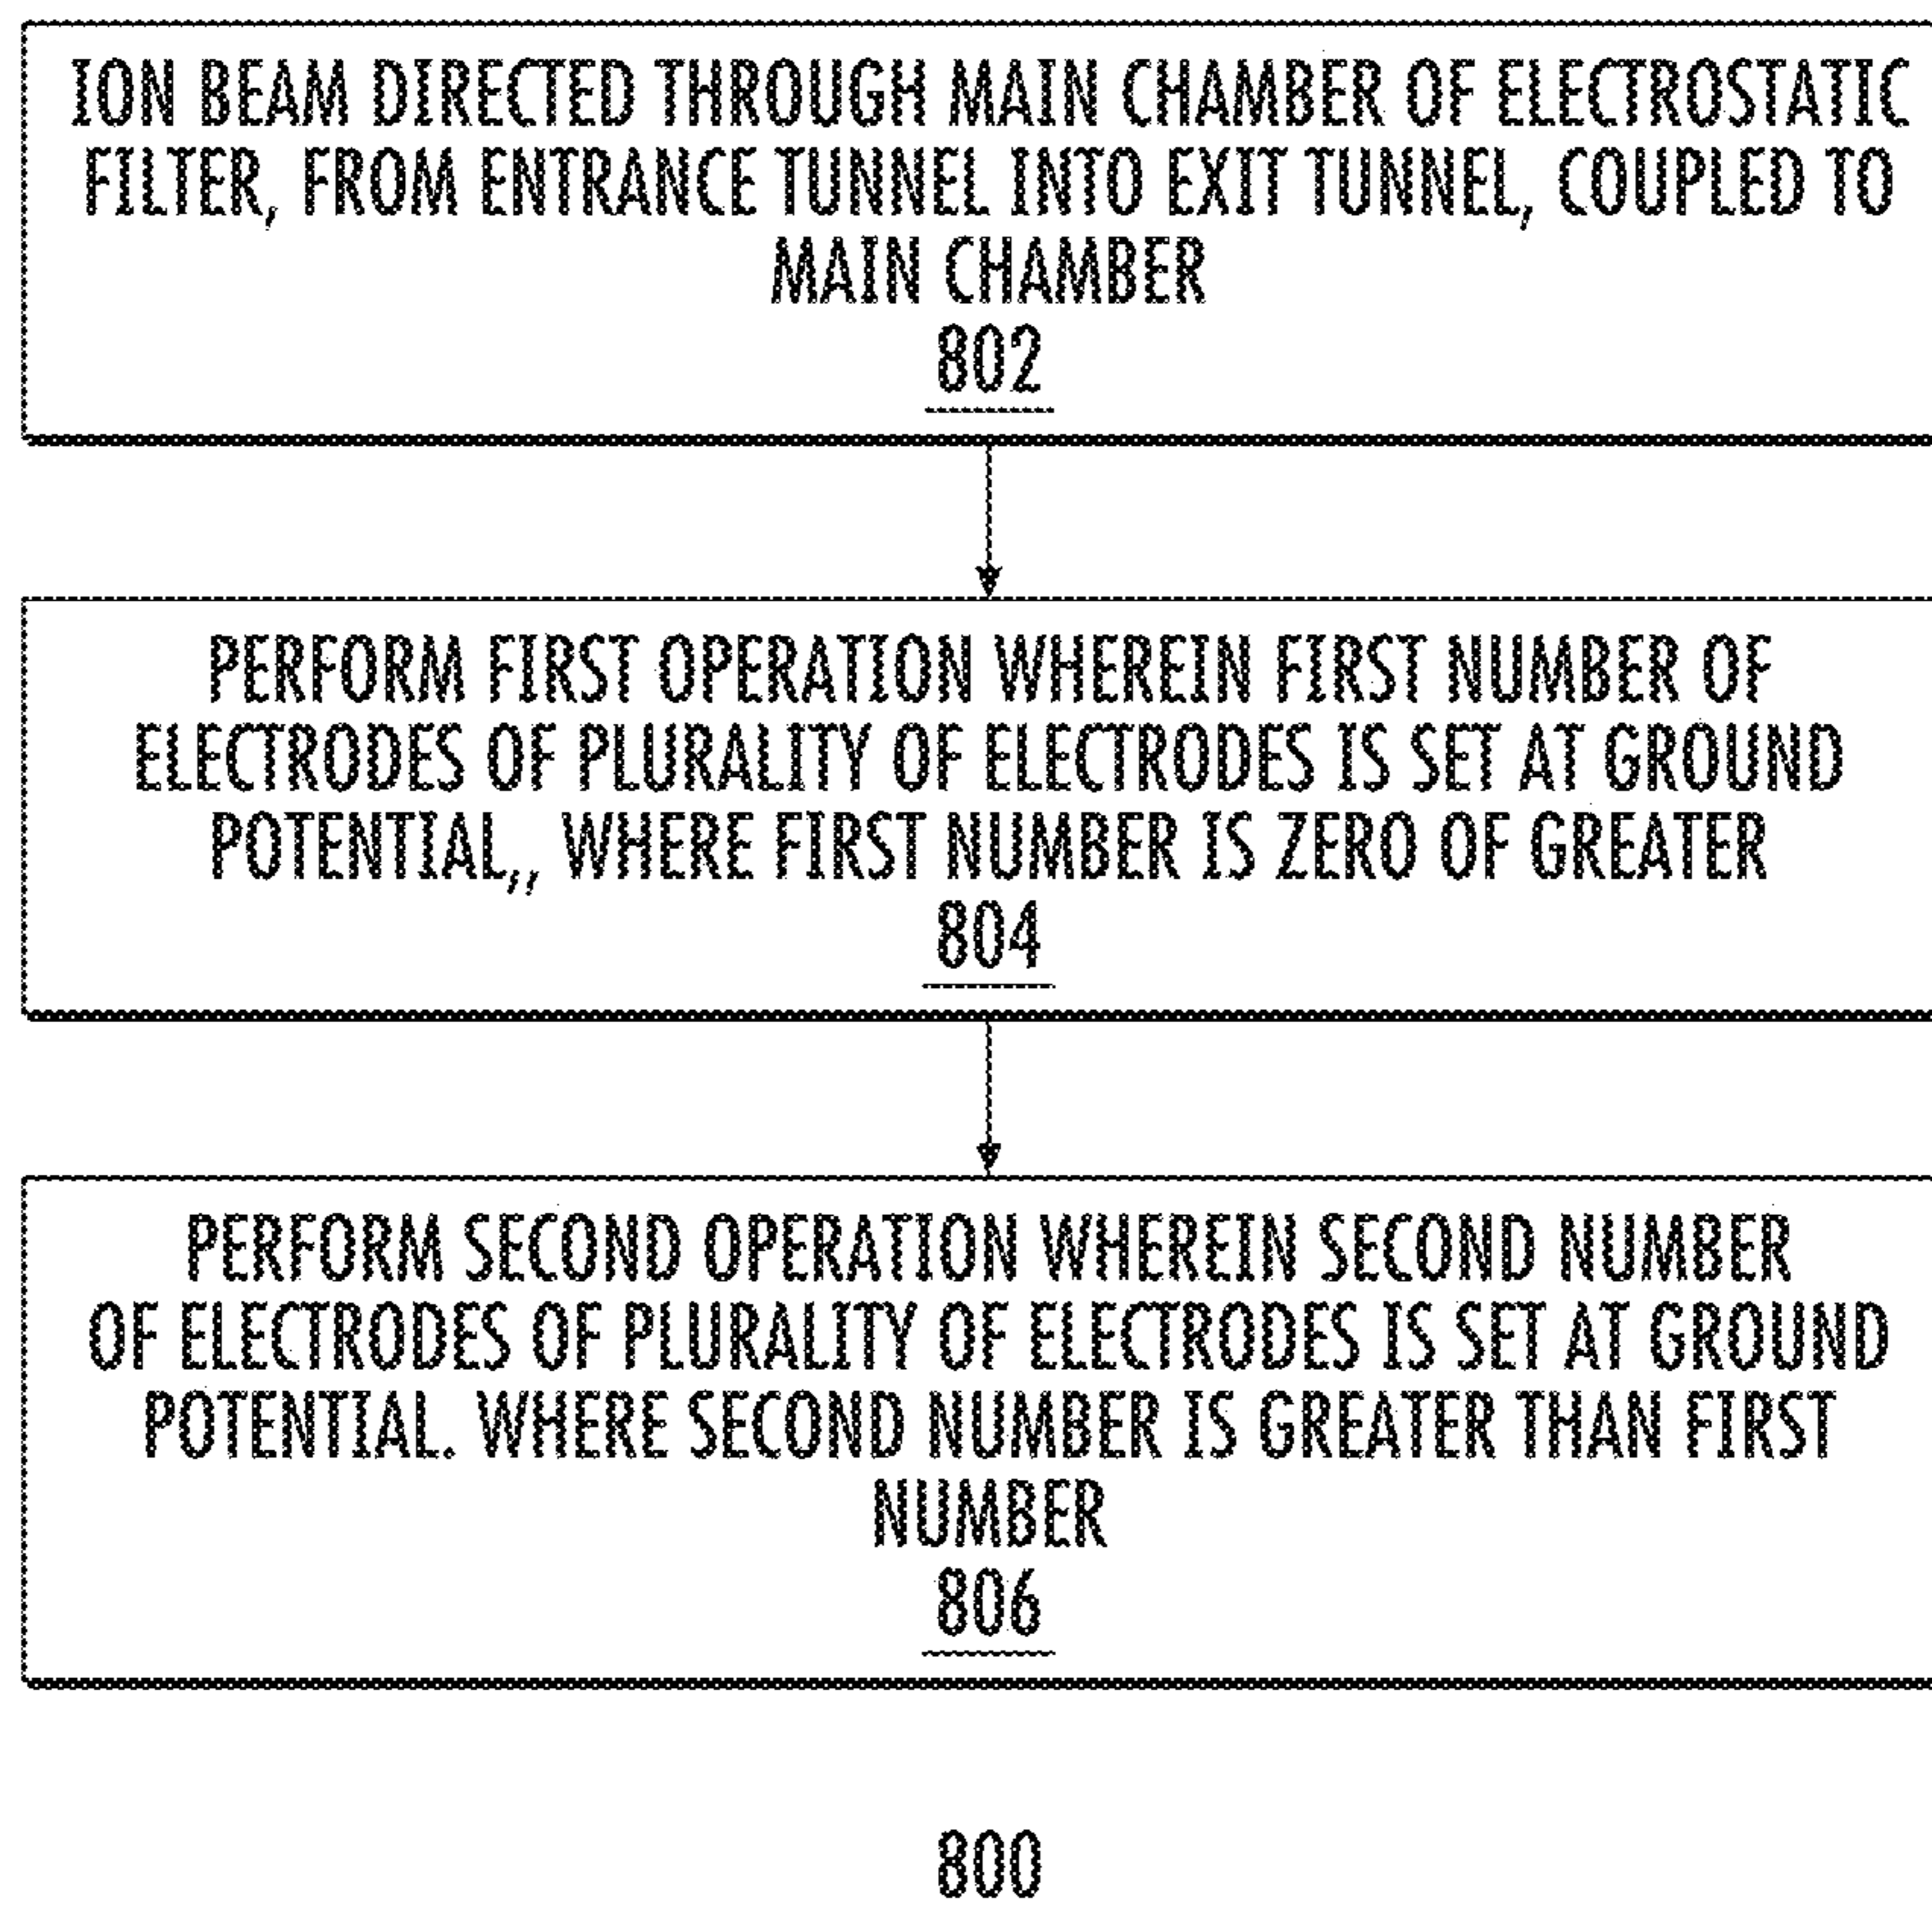 ION BEAM DIRECTED THROUGH MAIN CHAMBER OF ELECTROSTATIC
FILTER, FROM ENTRANCE TUNNEL INTO EXIT TUNNEL, COUPLED TO
MAIN CHAMBER
802
PERFORM FIRST OPERATION WHEREIN FIRST NUMBER OF
ELECTRODES OF PLURALITY OF ELECTRODES IS SET AT GROUND
POTENTIAL,, WHERE FIRST NUMBER IS ZERO OF GREATER
804
PERFORM SECOND OPERATION WHEREIN SECOND NUMBER
OF ELECTRODES OF PLURALITY OF ELECTRODES IS SET AT GROUND
POTENTIAL. WHERE SECOND NUMBER IS GREATER THAN FIRST
NUMBER
806
800